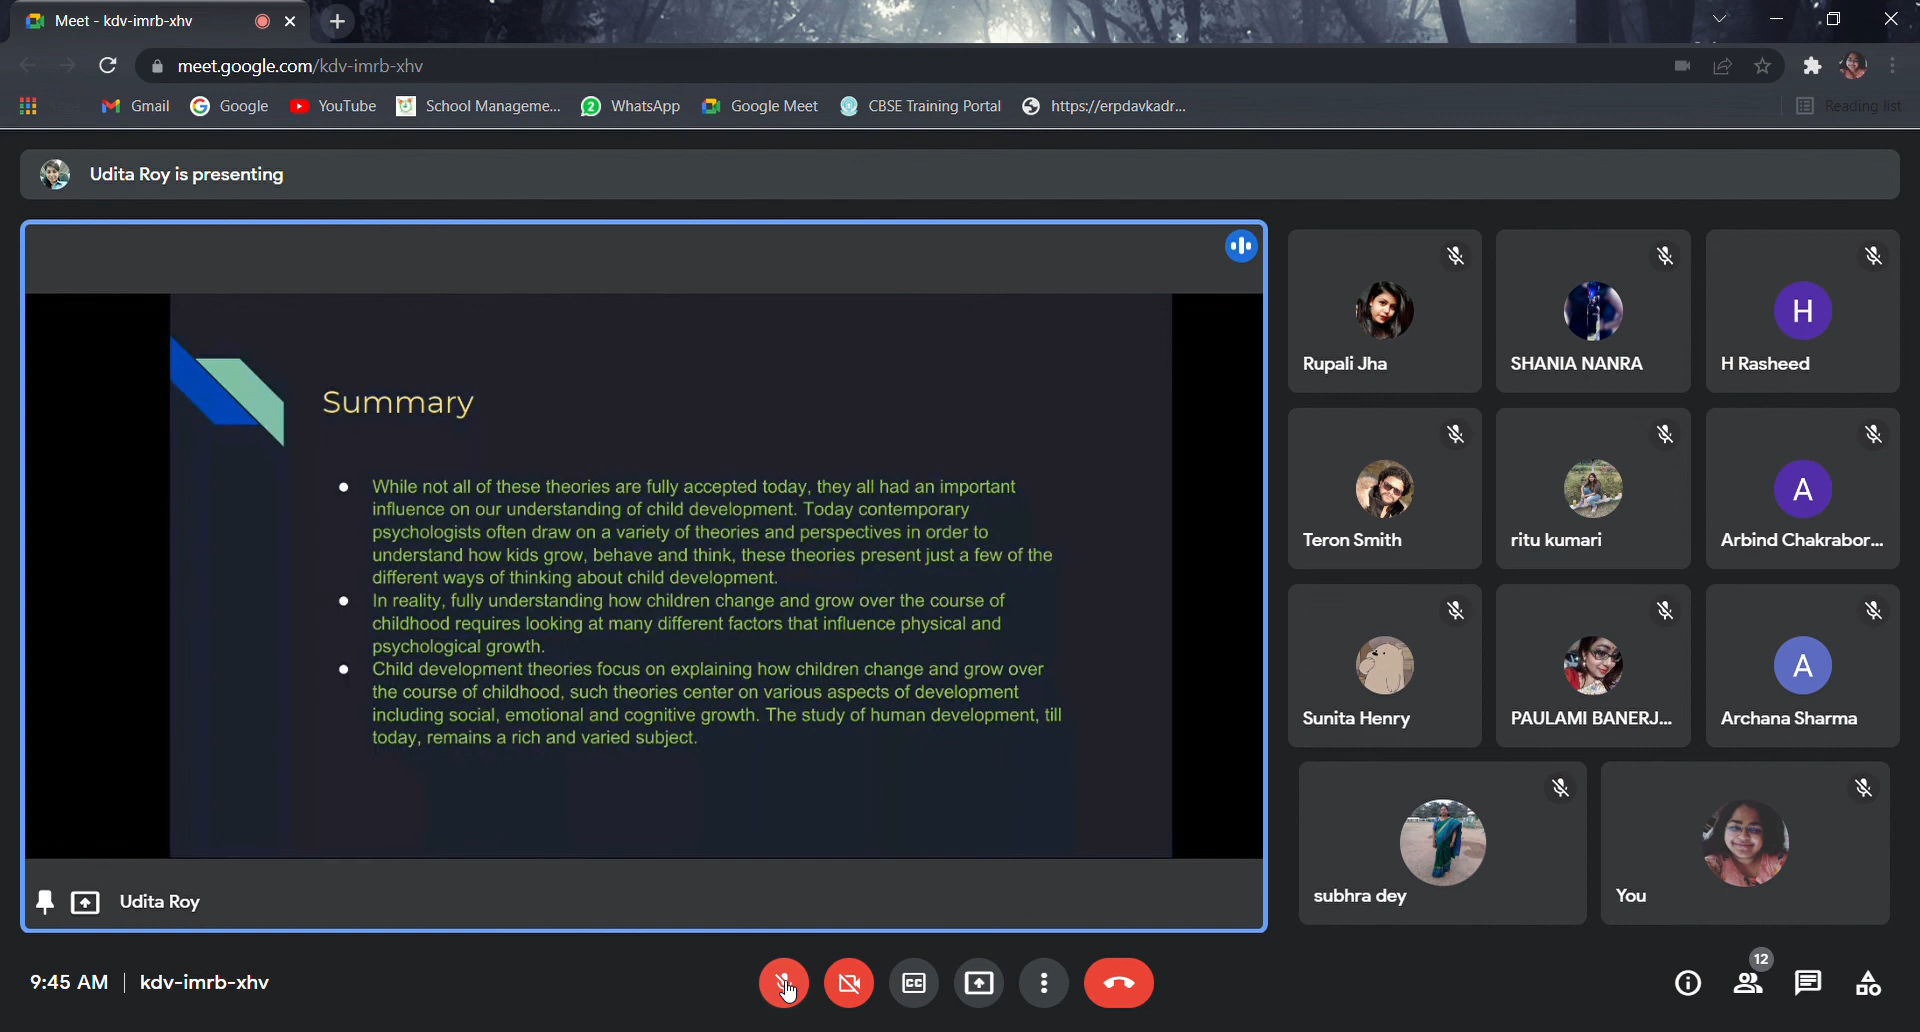 Meet - kdv-imrb-xhv
meet.google.com/kdv-imrb-xhv
Gmail
Google
YouTube
School Manageme...
2
WhatsApp
Google Meet
CBSE Training Portal
https://erpdavkadr...
Reading list
Udita Roy is presenting
Summary
While not all of these theories are fully accepted today, they all had an important
influence on our understanding of child development. Today contemporary
psychologists often draw on a variety of theories and perspectives in order to
understand how kids grow, behave and think, these theories present just a few of the
different ways of thinking about child development.
In reality, fully understanding how children change and grow over the course of
childhood requires looking at many different factors that influence physical and
psychological growth.
Child development theories focus on explaining how children change and grow over
the course of childhood, such theories center on various aspects of development
including social, emotional and cognitive growth. The study of human development, till
today, remains a rich and varied subject.
Udita Roy
Rupali Jha
SHANIA NANRA
H
H Rasheed
Teron Smith
ritu kumari
A
Arbind Chakrabor...
Sunita Henry
PAULAMI BANERJ...
A
Archana Sharma
subhra dey
You
9:45 AM | kdv-imrb-xhv
CC
12